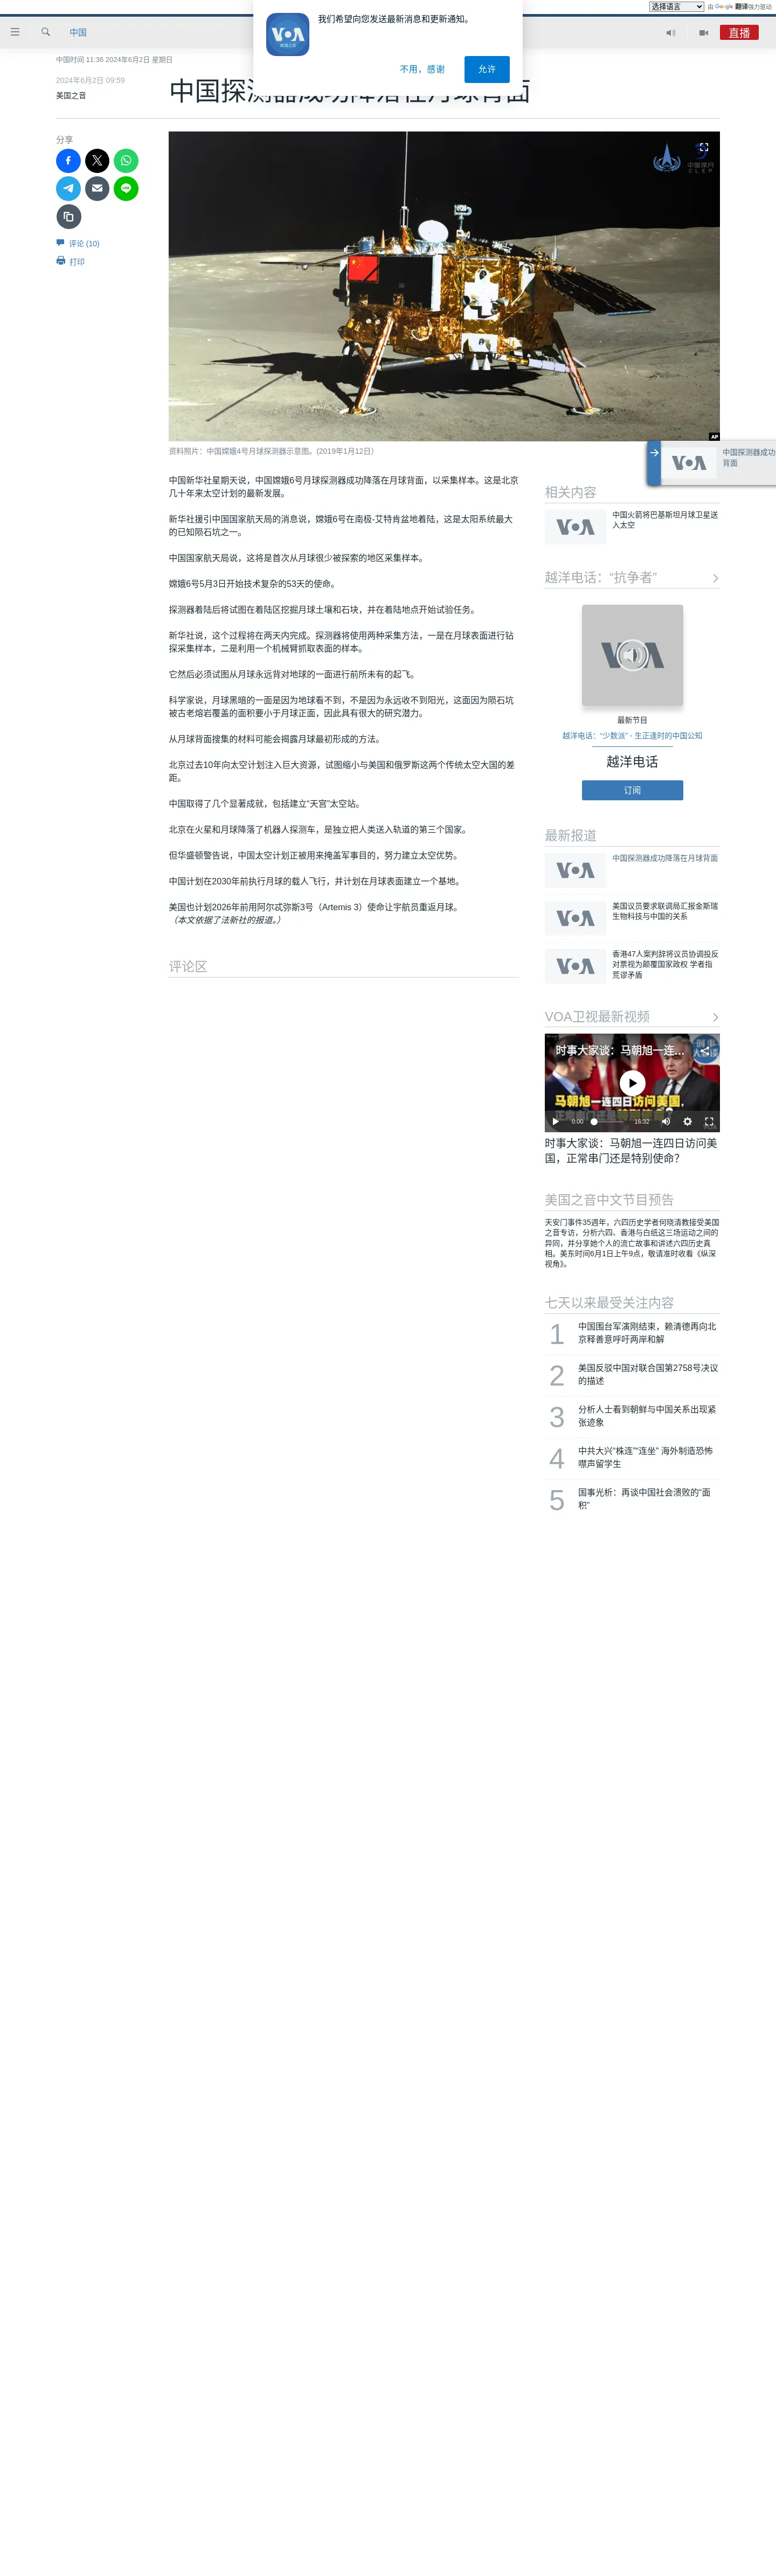 选择语言 由 Google 翻译强力驱动
我们希望向您发送最新消息和更新通知。
不用，感谢
允许
中国
直播
中国时间 11:36 2024年6月2日 星期日
2024年6月2日 09:59
美国之音
中国探测器成功降落在月球背面
分享
评论 (10)
打印
中国探月
CLEP
AP
资料照片：中国嫦娥4号月球探测器示意图。(2019年1月12日）
中国新华社星期天说，中国嫦娥6号月球探测器成功降落在月球背面，以采集样本。这是北京
几十年来太空计划的最新发展。
新华社援引中国国家航天局的消息说，嫦娥6号在南极-艾特肯盆地着陆，这是太阳系统最大
的已知陨石坑之一。
中国国家航天局说，这将是首次从月球很少被探索的地区采集样本。
嫦娥6号5月3日开始技术复杂的53天的使命。
探测器着陆后将试图在着陆区挖掘月球土壤和石块，并在着陆地点开始试验任务。
新华社说，这个过程将在两天内完成。探测器将使用两种采集方法，一是在月球表面进行钻
探采集样本，二是利用一个机械臂抓取表面的样本。
它然后必须试图从月球永远背对地球的一面进行前所未有的起飞。
科学家说，月球黑暗的一面是因为地球看不到，不是因为永远收不到阳光，这面因为陨石坑
被古老熔岩覆盖的面积要小于月球正面，因此具有很大的研究潜力。
从月球背面搜集的材料可能会揭露月球最初形成的方法。
北京过去10年向太空计划注入巨大资源，试图缩小与美国和俄罗斯这两个传统太空大国的差
距。
中国取得了几个显著成就，包括建立“天宫”太空站。
北京在火星和月球降落了机器人探测车，是独立把人类送入轨道的第三个国家。
但华盛顿警告说，中国太空计划正被用来掩盖军事目的，努力建立太空优势。
中国计划在2030年前执行月球的载人飞行，并计划在月球表面建立一个基地。
美国也计划2026年前用阿尔忒弥斯3号（Artemis 3）使命让宇航员重返月球。
（本文依据了法新社的报道。）
评论区
VOA
中国探测器成功
背面
相关内容
VOA
中国火箭将巴基斯坦月球卫星送
入太空
越洋电话：“抗争者”
VOA
最新节目
越洋电话：“少数派” - 生正逢时的中国公知
越洋电话
订阅
最新报道
VOA
中国探测器成功降落在月球背面
VOA
美国议员要求联调局汇报金斯瑞
生物科技与中国的关系
VOA
香港47人案判辞将议员协调投反
对票视为颠覆国家政权 学者指
荒谬矛盾
VOA卫视最新视频
时事大家谈：马朝旭一连...
马朝旭一连四日访问美国，
0:00
16:32
时事大家谈：马朝旭一连四日访问美
国，正常串门还是特别使命？
美国之音中文节目预告
天安门事件35週年，六四历史学者何晓清教接受美国
之音专访，分析六四、香港与白纸这三场运动之间的
异同，并分享她个人的流亡故事和讲述六四历史真
相。美东时间6月1日上午9点，敬请准时收看《纵深
视角》。
七天以来最受关注内容
1 中国围台军演刚结束，赖清德再向北
京释善意呼吁两岸和解
2 美国反驳中国对联合国第2758号决议
的描述
3 分析人士看到朝鲜与中国关系出现紧
张迹象
4 中共大兴“株连”“连坐” 海外制造恐怖
噤声留学生
5 国事光析：再谈中国社会溃败的“面
积”